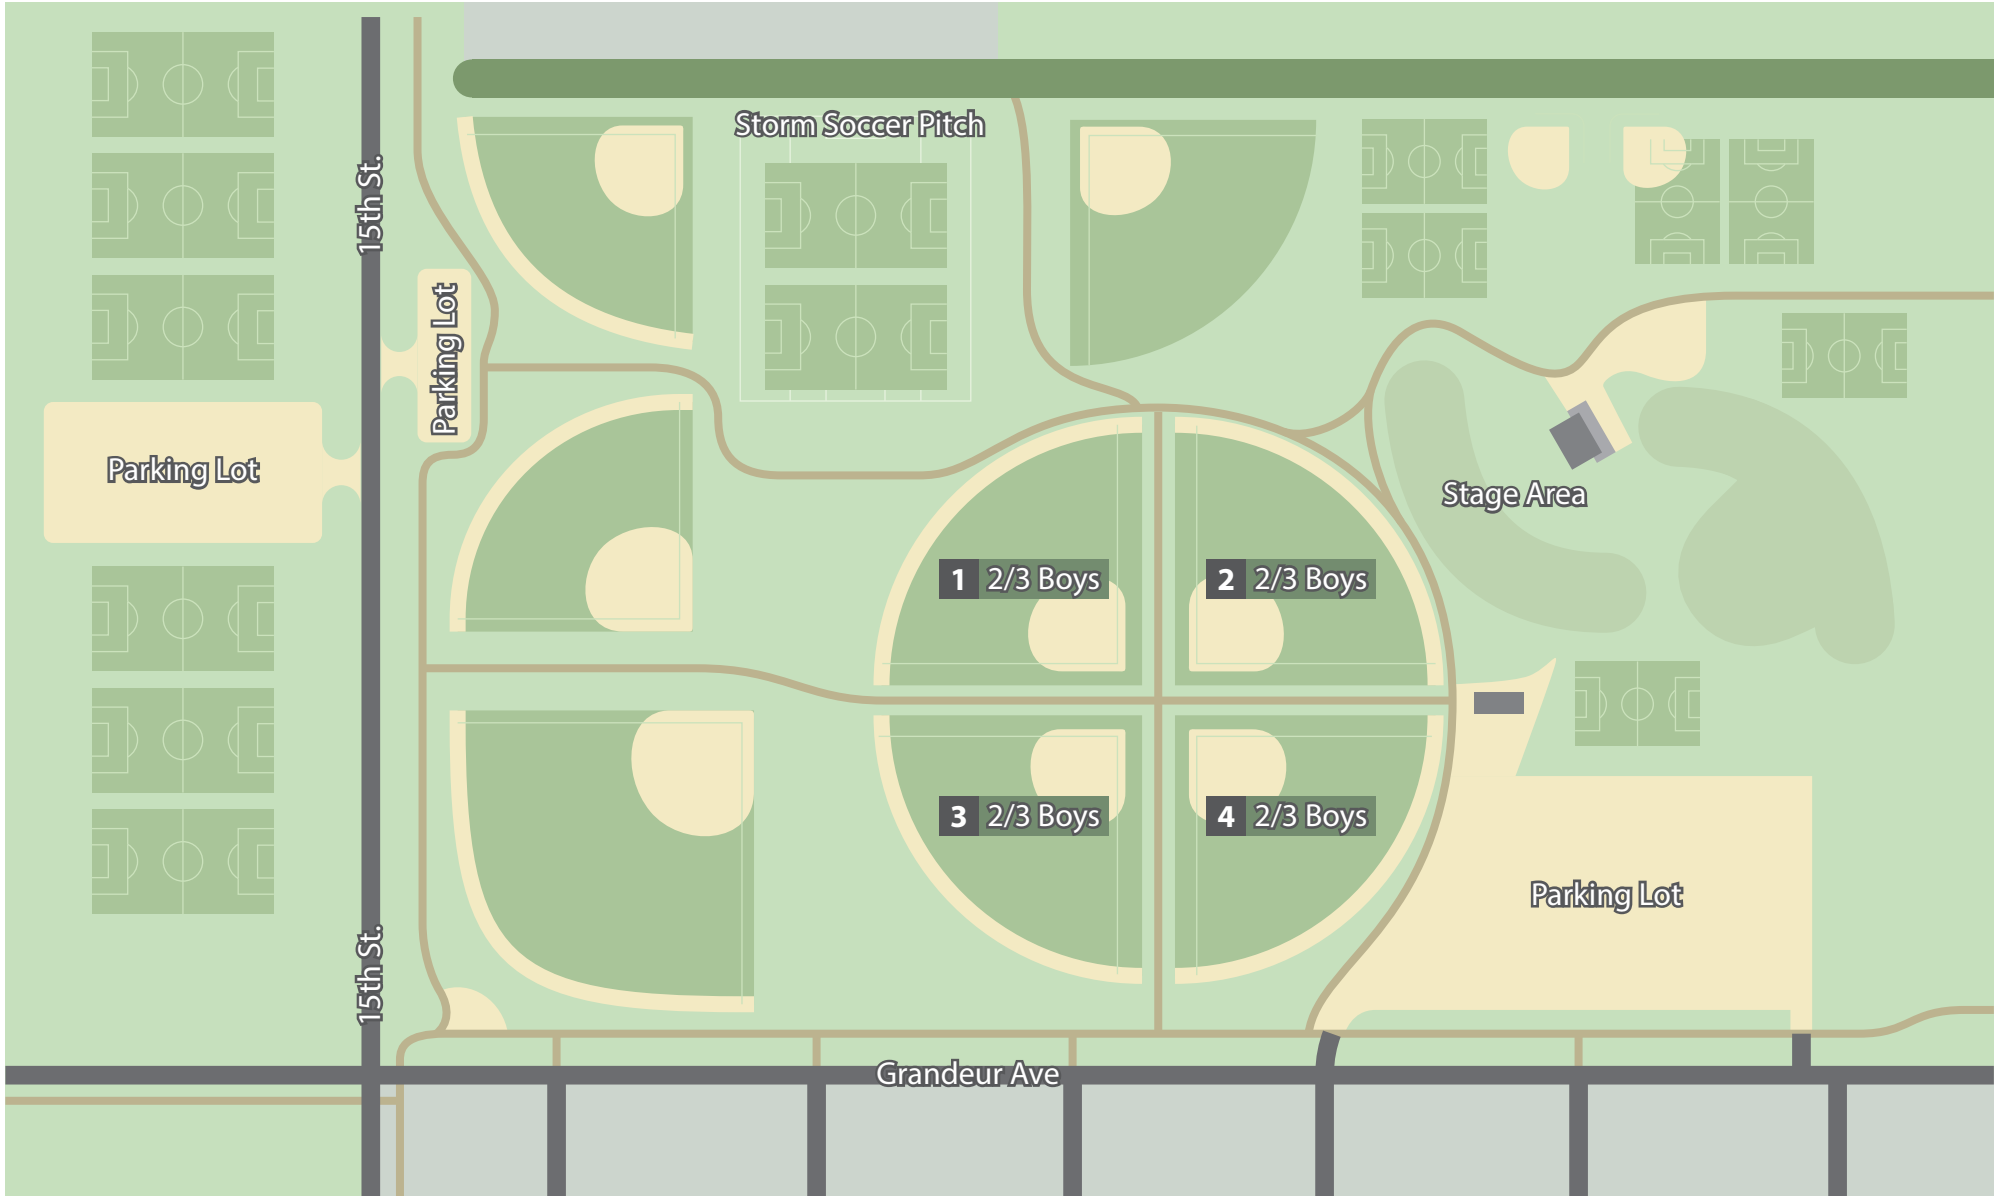 Storm Soccer Pitch
15th St.
Parking Lot
Parking Lot
Stage Area
1 2/3 Boys
2 2/3 Boys
3 2/3 Boys
4 2/3 Boys
Parking Lot
15th St.
Grandeur Ave